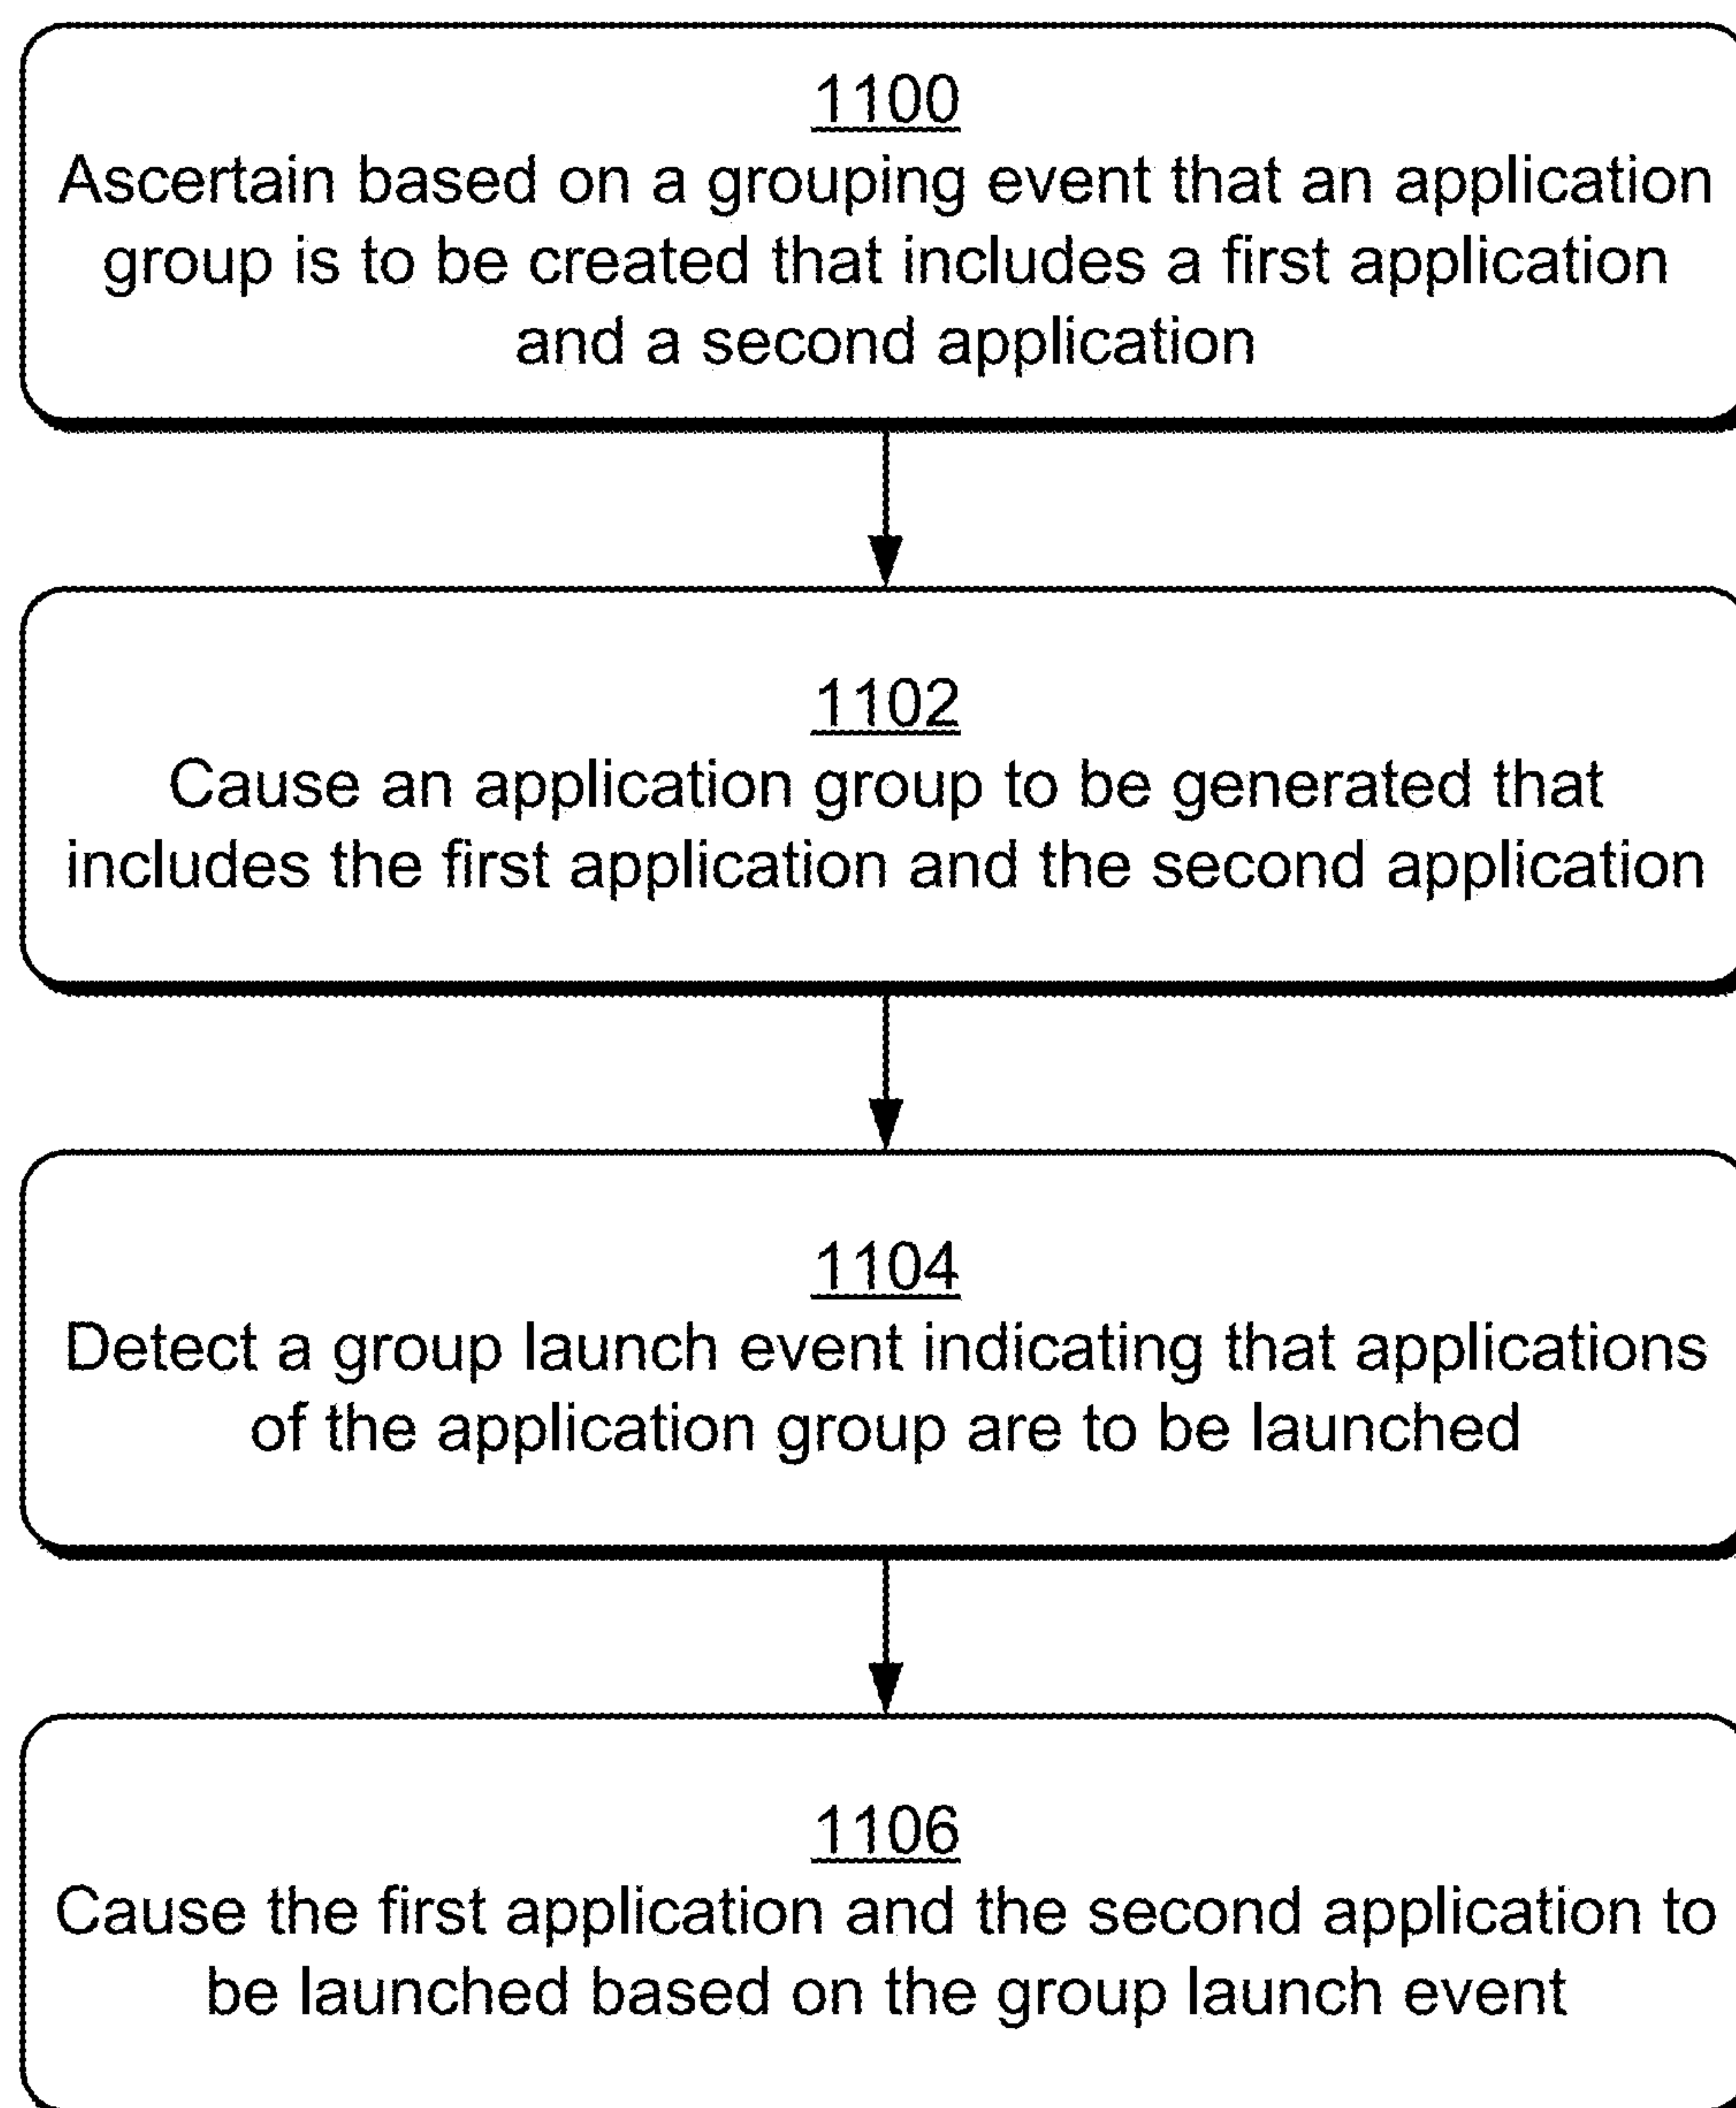 1100
Ascertain based on a grouping event that an application
group is to be created that includes a first application
and a second application
1102
Cause an application group to be generated that
includes the first application and the second application
1104
Detect a group launch event indicating that applications
of the application group are to be launched
1106
Cause the first application and the second application to
be launched based on the group launch event